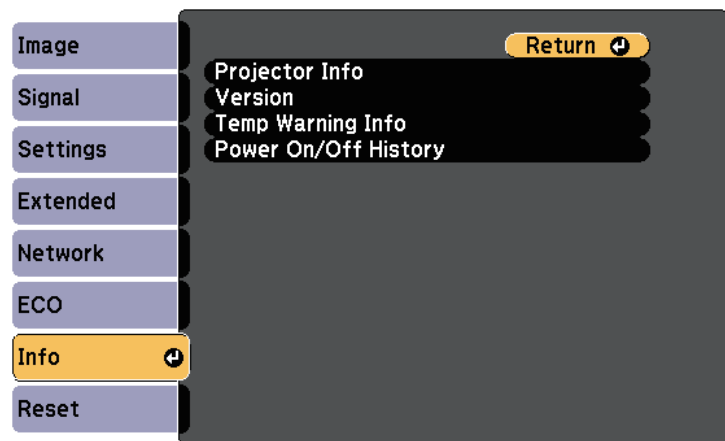 Image
Signal
Settings
Extended
Network
ECO
Info
Reset
Return
Projector Info
Version
Temp Warning Info
Power On/Off History